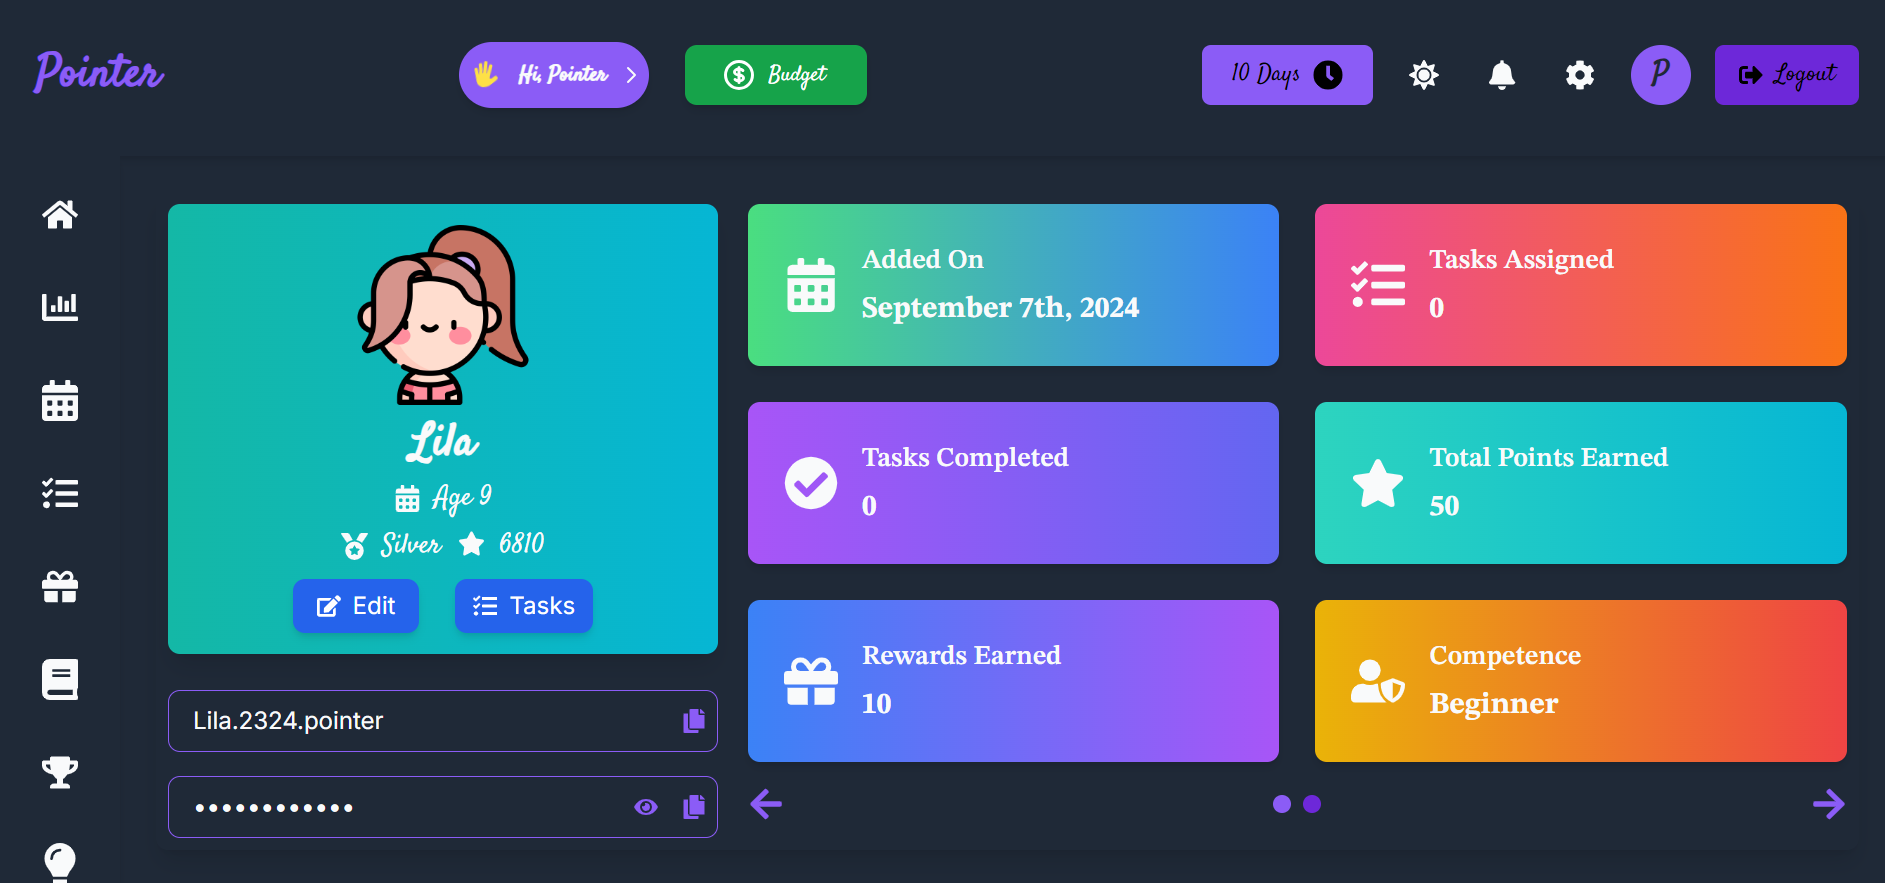 Pointer
Hi, Pointer
Budget
10 Days
P
Logout
Lila
Age 9
Silver 6810
Edit
Tasks
Lila.2324.pointer
••••••••••••
Added On
September 7th, 2024
Tasks Assigned
0
Tasks Completed
0
Total Points Earned
50
Rewards Earned
10
Competence
Beginner